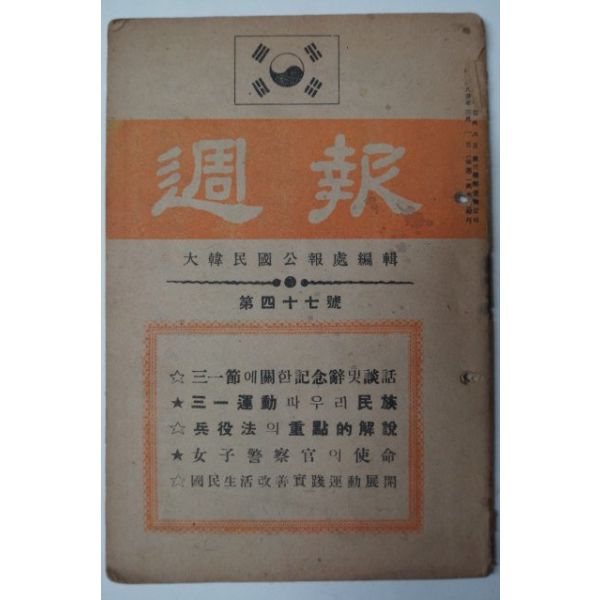 週報
大韓民國公報處編輯
第四十七號
☆ 三一節에關한記念辭및談話
★ 三一運動과우리民族
☆ 兵役法의重點的解說
★ 女子警察官의使命
☆ 國民生活改善實踐運動展開